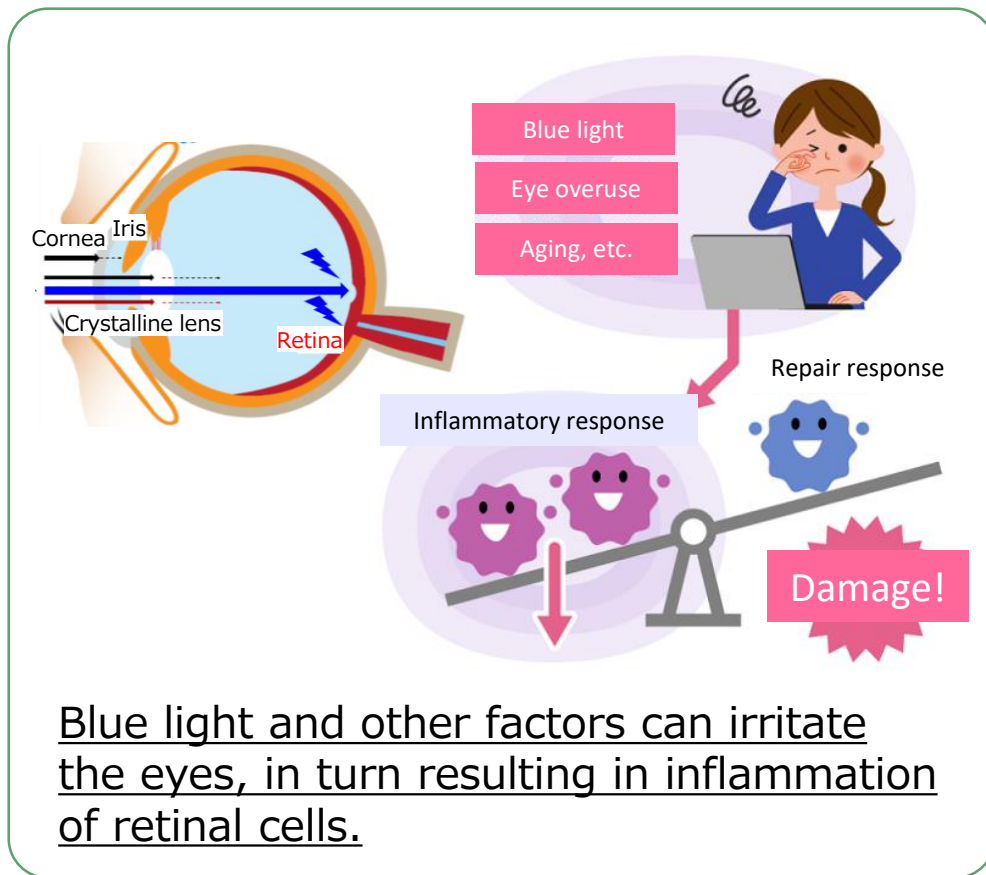 Blue light
Eye overuse
Aging, etc.
Iris
Cornea
Crystalline lens
Retina
Repair response
Inflammatory response
Damage!
Blue light and other factors can irritate
the eyes, in turn resulting in inflammation
of retinal cells.